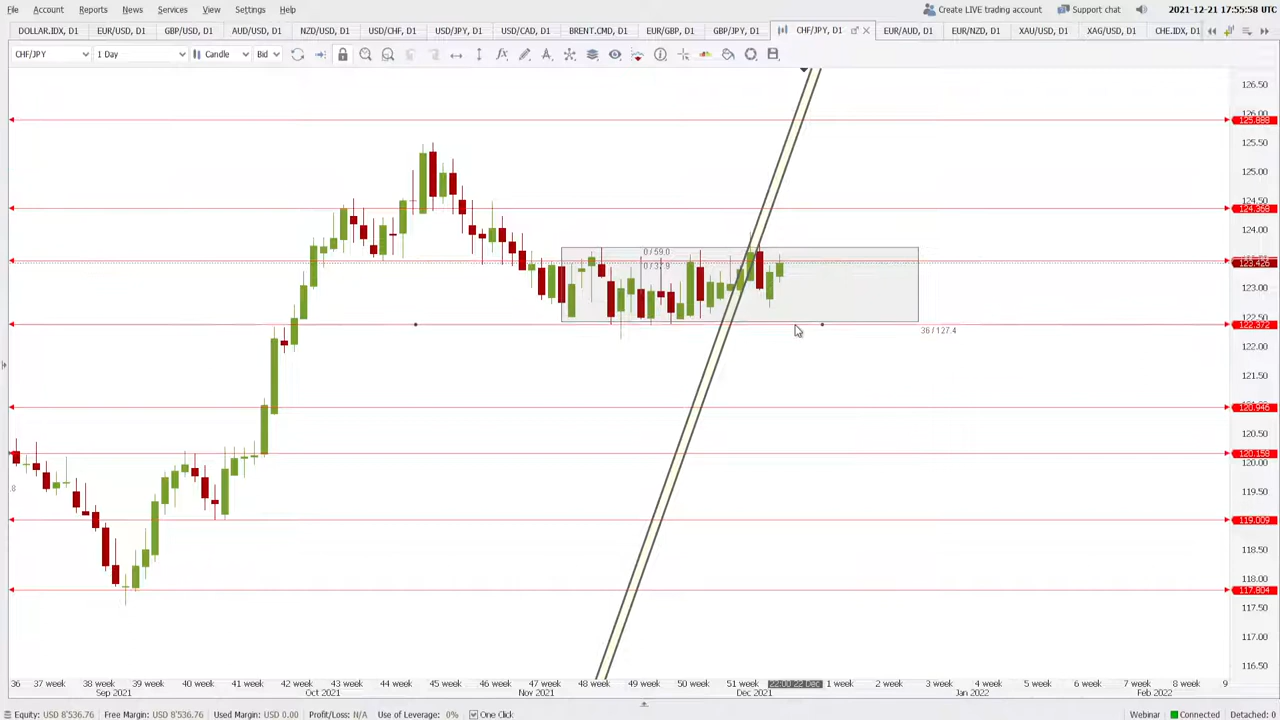 File Account Reports News Services View Settings Help Create LIVE trading account Support chat 2021-12-21 17:55:58 UTC
DOLLAR.IDX, D1 EUR/USD, D1 GBP/USD, D1 AUD/USD, D1 NZD/USD, D1 USD/CHF, D1 USD/JPY, D1 USD/CAD, D1 BRENT.CMD, D1 EUR/GBP, D1 GBP/JPY, D1 CHF/JPY, D1 EUR/AUD, D1 EUR/NZD, D1 XAU/USD, D1 XAG/USD, D1 CHE.IDX, D1
CHF/JPY 1 Day Candle Bid
126.50
126.00
125.888
125.50
125.00
124.368
124.00
0 / 59.0
0 / 32.9
123.426
123.00
122.50
122.372
36 / 127.4
122.00
121.50
120.946
120.50
120.158
120.00
.8
119.50
119.009
118.50
118.00
117.804
117.50
117.00
116.50
36 37 week 38 week 39 week 40 week 41 week 42 week 43 week 44 week 45 week 46 week 47 week 48 week 49 week 50 week 51 week 22:00 22 Dec 1 week 2 week 3 week 4 week 5 week 6 week 7 week 8 week 9
Sep 2021 Oct 2021 Nov 2021 Dec 2021 Jan 2022 Feb 2022
Equity: USD 8'536.76 Free Margin: USD 8'536.76 Used Margin: USD 0.00 Profit/Loss: N/A Use of Leverage: 0% One Click Webinar Connected Detached: 0